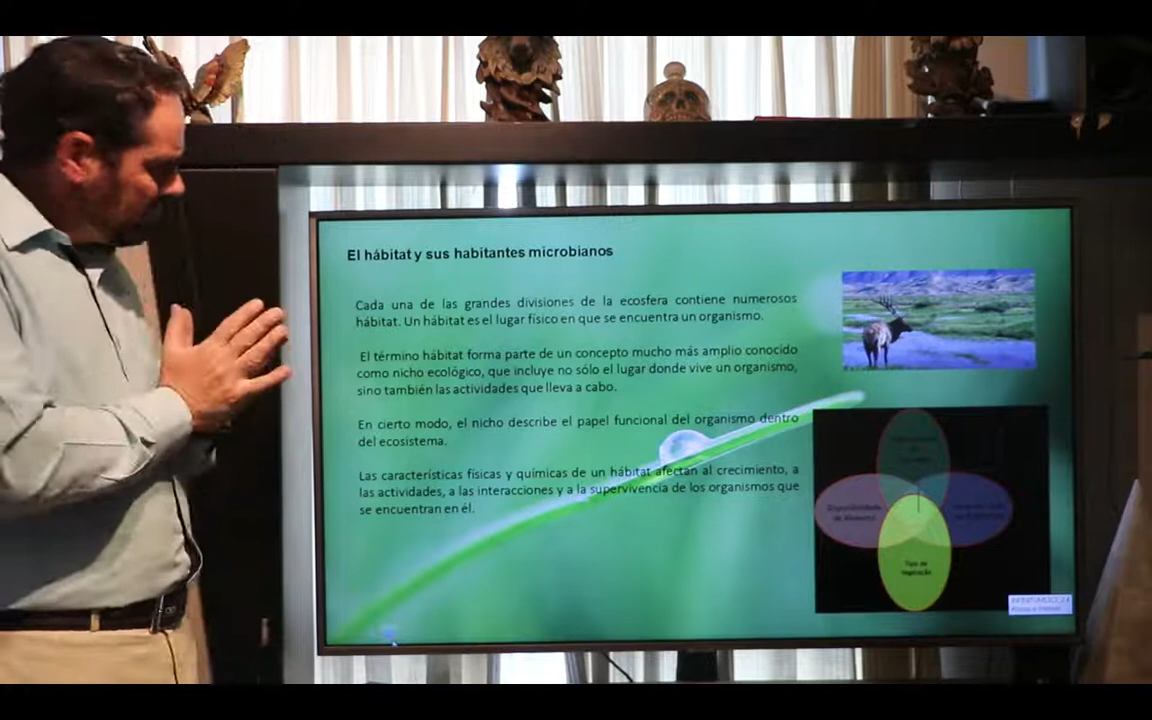 El hábitat y sus habitantes microbianos
Cada una de las grandes divisiones de la ecosfera contiene numerosos
hábitat. Un hábitat es el lugar físico en que se encuentra un organismo.
El término hábitat forma parte de un concepto mucho más amplio conocido
como nicho ecológico, que incluye no sólo el lugar donde vive un organismo,
sino también las actividades que lleva a cabo.
En cierto modo, el nicho describe el papel funcional del organismo dentro
del ecosistema.
Las características físicas y químicas de un hábitat afectan al crecimiento, a
las actividades, a las interacciones y a la supervivencia de los organismos que
se encuentran en él.
Disponibilidade
de Alimento
Tipo de
vegetação